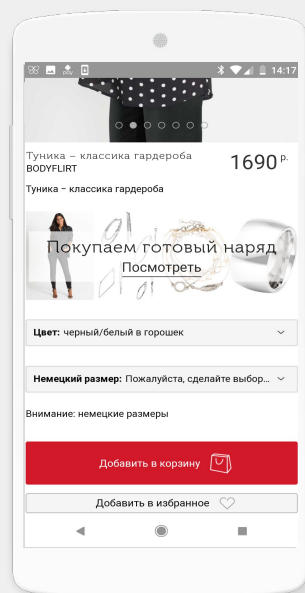 pay
14:17
Туника – классика гардероба
1690 р.
BODYFLIRT
Туника – классика гардероба
Покупаем готовый наряд
Посмотреть
Цвет: черный/белый в горошек
Немецкий размер: Пожалуйста, сделайте выбор...
Внимание: немецкие размеры
Добавить в корзину
Добавить в избранное